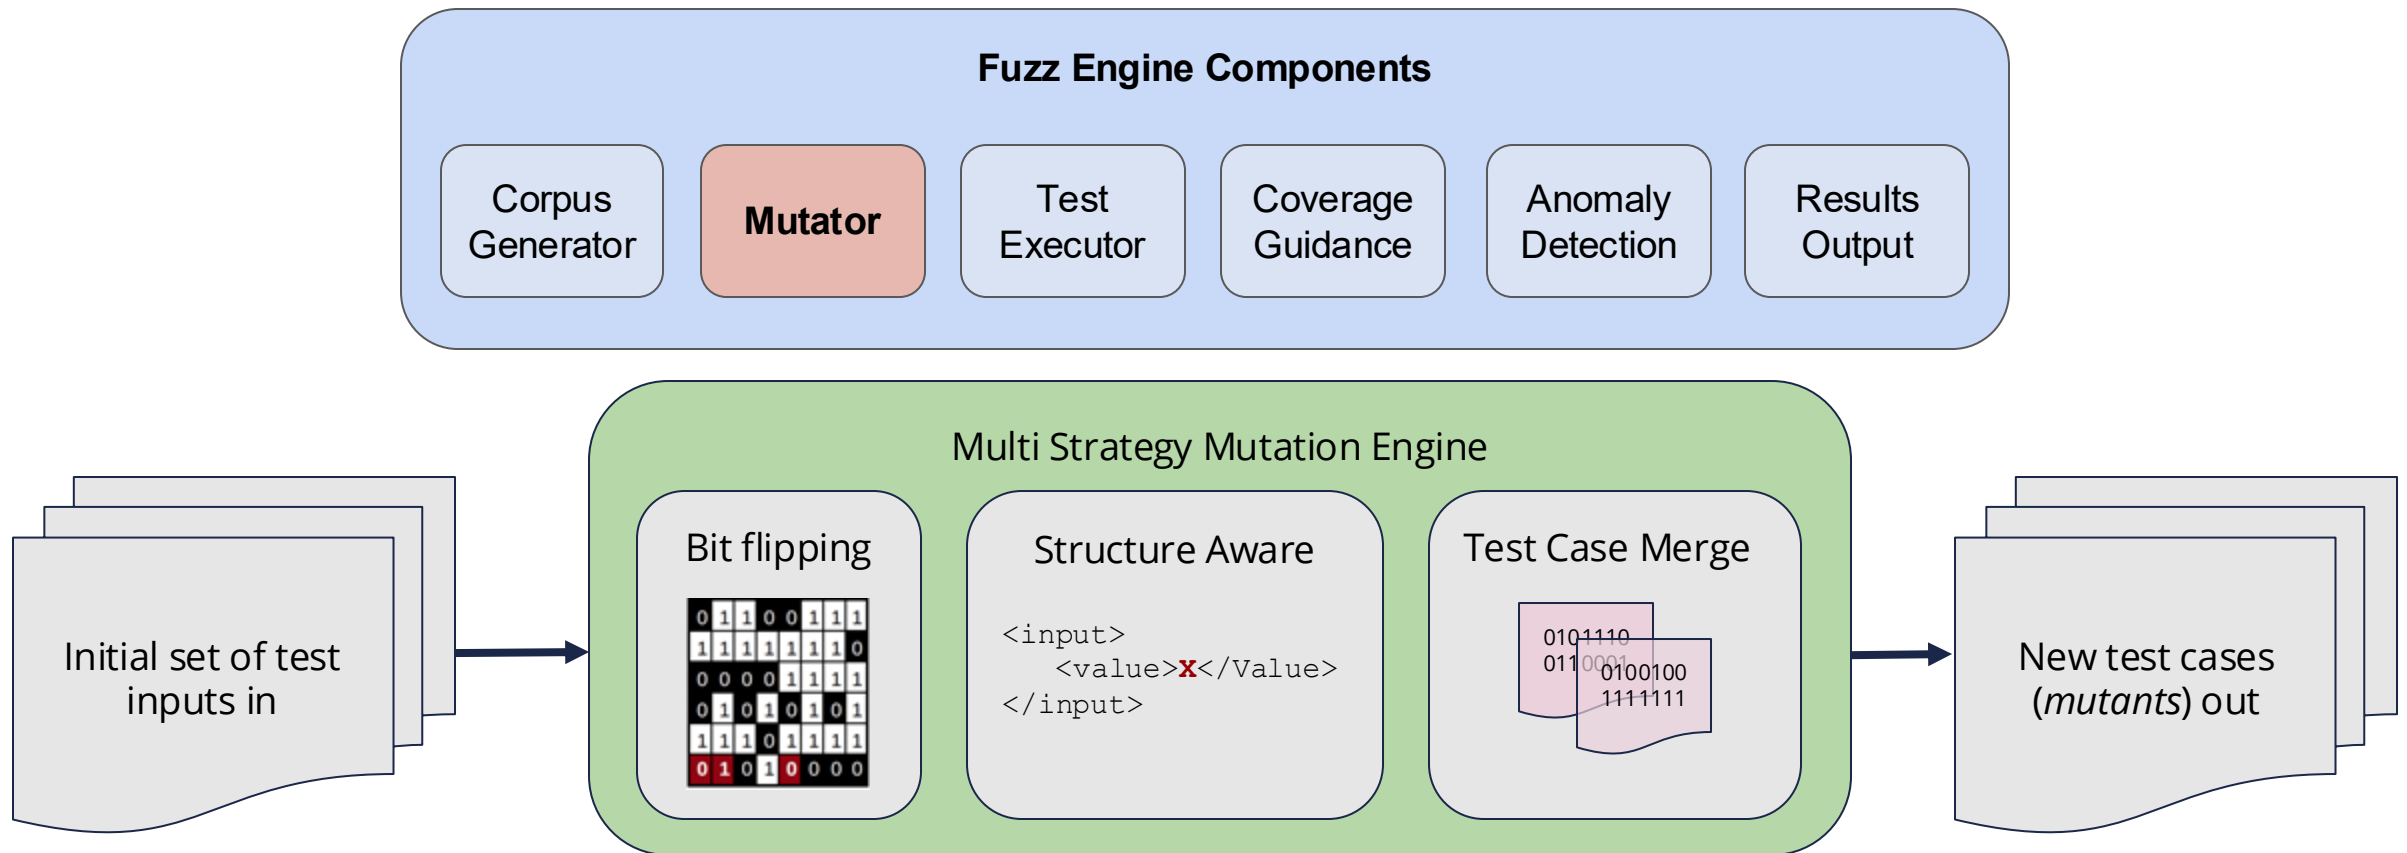 Fuzz Engine Components
Corpus
Generator
Mutator
Test
Executor
Coverage
Guidance
Anomaly
Detection
Results
Output
Initial set of test
inputs in
Multi Strategy Mutation Engine
Bit flipping
0 1 1 0 0 1 1 1
1 1 1 1 1 1 1 0
0 0 0 0 1 1 1 1
0 1 0 1 0 1 0 1
1 1 1 0 1 1 1 1
0 1 0 1 0 0 0 0
Structure Aware
<input>
<value>x</Value>
</input>
Test Case Merge
0101110
0110001
0100100
1111111
New test cases
(mutants) out